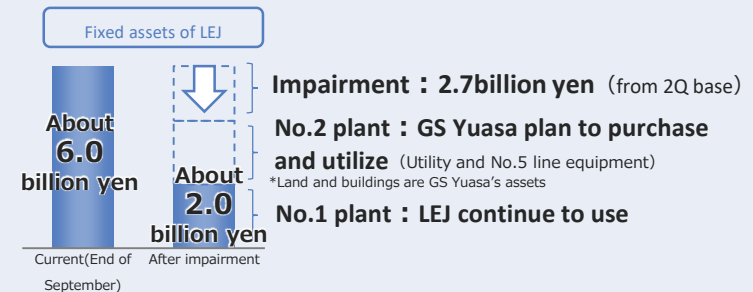 Fixed assets of LEJ
Impairment：2.7billion yen（from 2Q base）
No.2 plant：GS Yuasa plan to purchase
and utilize（Utility and No.5 line equipment）
*Land and buildings are GS Yuasa's assets
No.1 plant：LEJ continue to use
About
6.0
billion yen
About
2.0
billion yen
Current(End of
September)
After impairment